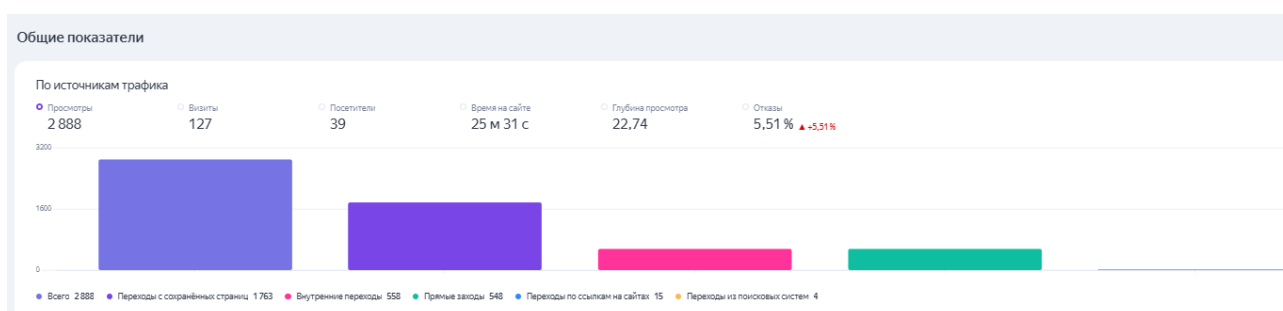 Общие показатели
По источникам трафика
Просмотры Визиты Посетители Время на сайте Глубина просмотра Отказы
2 888 127 39 25 м 31 с 22,74 5,51 % ▲ +5,51 %
3200
1600
0
Всего 2 888 Переходы с сохранённых страниц 1 763 Внутренние переходы 558 Прямые заходы 548 Переходы по ссылкам на сайтах 15 Переходы из поисковых систем 4